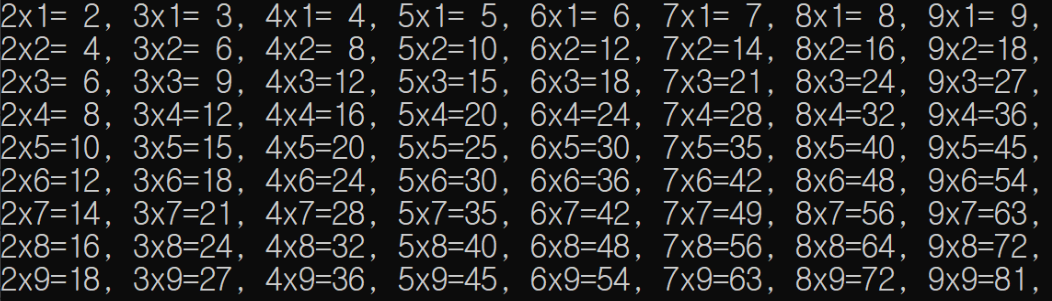 2x1= 2, 3x1= 3, 4x1= 4, 5x1= 5, 6x1= 6, 7x1= 7, 8x1= 8, 9x1= 9,
2x2= 4, 3x2= 6, 4x2= 8, 5x2=10, 6x2=12, 7x2=14, 8x2=16, 9x2=18,
2x3= 6, 3x3= 9, 4x3=12, 5x3=15, 6x3=18, 7x3=21, 8x3=24, 9x3=27,
2x4= 8, 3x4=12, 4x4=16, 5x4=20, 6x4=24, 7x4=28, 8x4=32, 9x4=36,
2x5=10, 3x5=15, 4x5=20, 5x5=25, 6x5=30, 7x5=35, 8x5=40, 9x5=45,
2x6=12, 3x6=18, 4x6=24, 5x6=30, 6x6=36, 7x6=42, 8x6=48, 9x6=54,
2x7=14, 3x7=21, 4x7=28, 5x7=35, 6x7=42, 7x7=49, 8x7=56, 9x7=63,
2x8=16, 3x8=24, 4x8=32, 5x8=40, 6x8=48, 7x8=56, 8x8=64, 9x8=72,
2x9=18, 3x9=27, 4x9=36, 5x9=45, 6x9=54, 7x9=63, 8x9=72, 9x9=81,